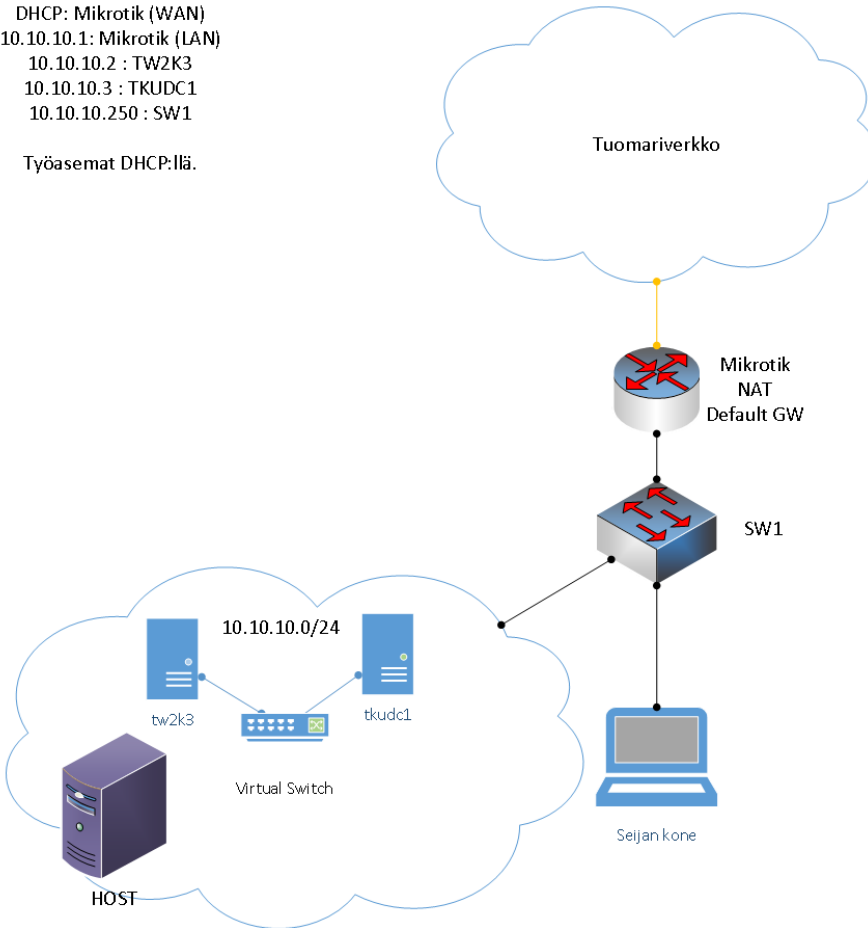 DHCP: Mikrotik (WAN)
10.10.10.1: Mikrotik (LAN)
10.10.10.2 : TW2K3
10.10.10.3 : TKUDC1
10.10.10.250 : SW1
Työasemat DHCP:llä.
Tuomariverkko
Mikrotik
NAT
Default GW
SW1
10.10.10.0/24
tw2k3
tkudc1
Virtual Switch
Seijan kone
HOST